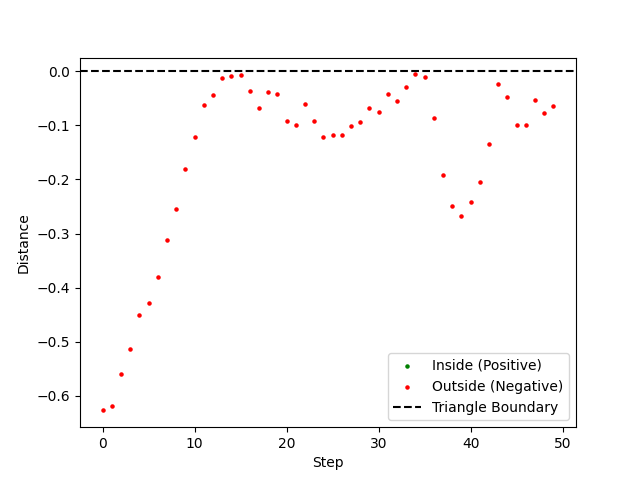 0.0
−0.1
−0.2
−0.3
−0.4
−0.5
−0.6
Distance
0 10 20 30 40 50
Step
Inside (Positive)
Outside (Negative)
Triangle Boundary